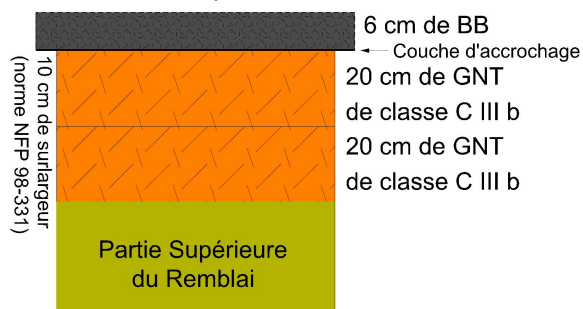 6 cm de BB
Couche d'accrochage
20 cm de GNT
de classe C III b
20 cm de GNT
de classe C III b
10 cm de surlargeur
(norme NFP 98-331)
Partie Supérieure
du Remblai